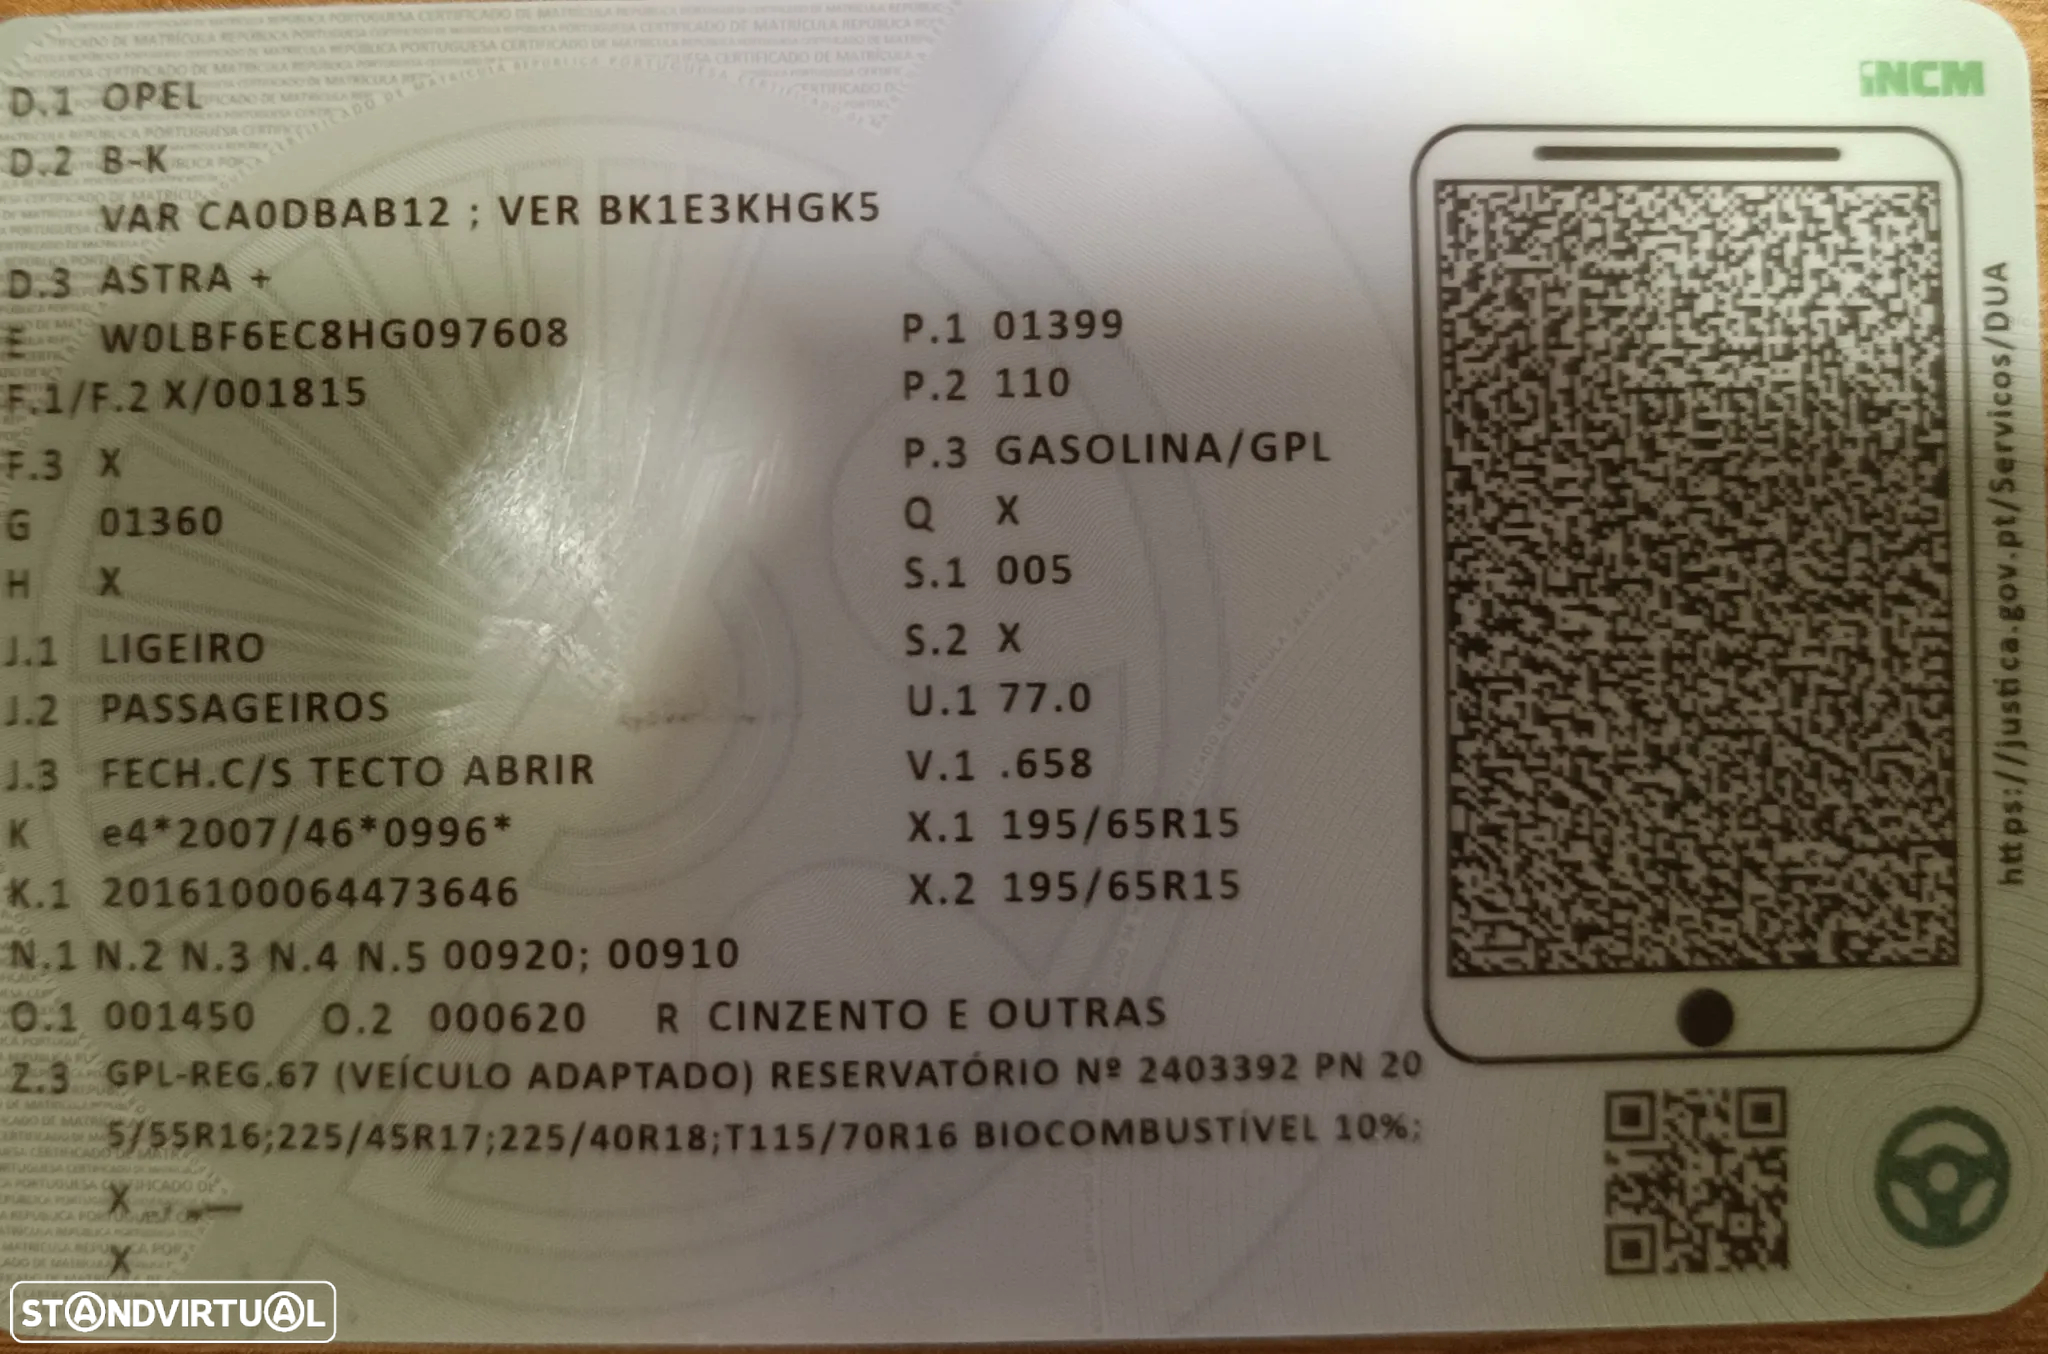 iNCM
D.1 OPEL
D.2 B-K
VAR CA0DBAB12 ; VER BK1E3KHGK5
D.3 ASTRA +
E W0LBF6EC8HG097608
P.1 01399
F.1/F.2 X/001815
P.2 110
F.3 X
P.3 GASOLINA/GPL
G 01360
Q X
H X
S.1 005
J.1 LIGEIRO
S.2 X
J.2 PASSAGEIROS
U.1 77.0
J.3 FECH.C/S TECTO ABRIR
V.1 .658
K e4*2007/46*0996*
X.1 195/65R15
K.1 2016100064473646
X.2 195/65R15
N.1 N.2 N.3 N.4 N.5 00920; 00910
O.1 001450 O.2 000620 R CINZENTO E OUTRAS
Z.3 GPL-REG.67 (VEÍCULO ADAPTADO) RESERVATÓRIO Nº 2403392 PN 20
5/55R16;225/45R17;225/40R18;T115/70R16 BIOCOMBUSTÍVEL 10%;
X
X
https://justica.gov.pt/Servicos/DUA
STANDVIRTUAL